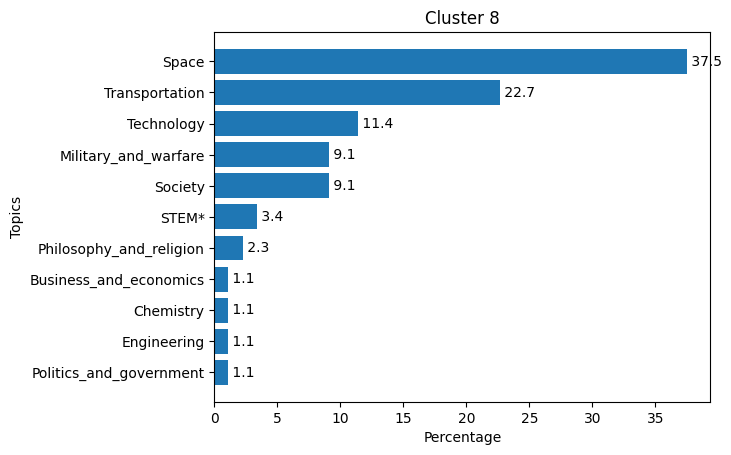 Cluster 8
Topics
Space 37.5
Transportation 22.7
Technology 11.4
Military_and_warfare 9.1
Society 9.1
STEM* 3.4
Philosophy_and_religion 2.3
Business_and_economics 1.1
Chemistry 1.1
Engineering 1.1
Politics_and_government 1.1
0 5 10 15 20 25 30 35
Percentage